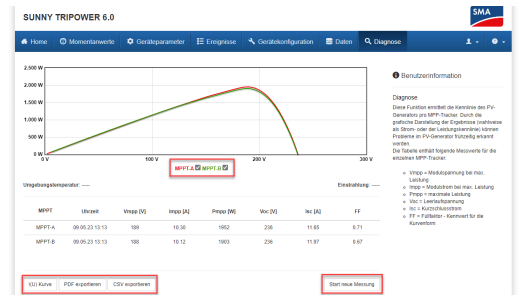 SUNNY TRIPOWER 6.0
SMA
Home Momentanwerte Geräteparameter Ereignisse Gerätekonfiguration Daten Diagnose
2.500 W
2.000 W
1.500 W
1.000 W
500 W
0 W
0 V 100 V 200 V 300 V
MPPT-A MPPT-B
Umgebungstemperatur: ---- Einstrahlung: ----
MPPT Uhrzeit Vmpp [V] Impp [A] Pmpp [W] Voc [V] Isc [A] FF
MPPT-A 09.05.23 13:13 189 10.30 1952 236 11.65 0.71
MPPT-B 09.05.23 13:13 188 10.12 1903 236 11.97 0.67
I(U) Kurve PDF exportieren CSV exportieren Start neue Messung
Benutzerinformation
Diagnose
Diese Funktion ermittelt die Kennlinie des PV-
Generators pro MPP-Tracker. Durch die
grafische Darstellung der Ergebnisse (wahlweise
als Strom- oder der Leistungskennlinie) können
Probleme im PV-Generator frühzeitig erkannt
werden.
Die Tabelle enthält folgende Messwerte für die
einzelnen MPP-Tracker:
Vmpp = Modulspannung bei max.
Leistung
Impp = Modulstrom bei max. Leistung
Pmpp = maximale Leistung
Voc = Leerlaufspannung
Isc = Kurzschlussstrom
FF = Füllfaktor - Kennwert für die
Kurvenform